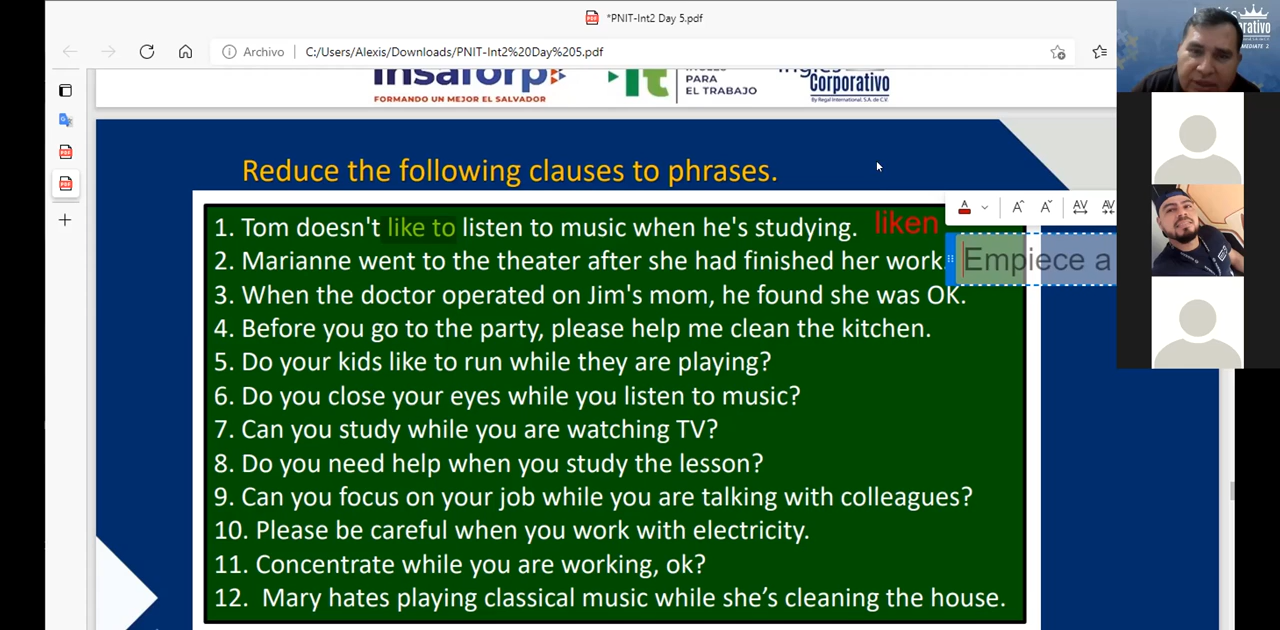 *PNIT-Int2 Day 5.pdf
Archivo C:/Users/Alexis/Downloads/PNIT-Int2%20Day%205.pdf
FORMANDO UN MEJOR EL SALVADOR
PARA
EL TRABAJO
Corporativo
By Regal International, S.A. de C.V.
Reduce the following clauses to phrases.
1. Tom doesn't like to listen to music when he's studying. liken
2. Marianne went to the theater after she had finished her work
Empiece a
3. When the doctor operated on Jim's mom, he found she was OK.
4. Before you go to the party, please help me clean the kitchen.
5. Do your kids like to run while they are playing?
6. Do you close your eyes while you listen to music?
7. Can you study while you are watching TV?
8. Do you need help when you study the lesson?
9. Can you focus on your job while you are talking with colleagues?
10. Please be careful when you work with electricity.
11. Concentrate while you are working, ok?
12. Mary hates playing classical music while she's cleaning the house.